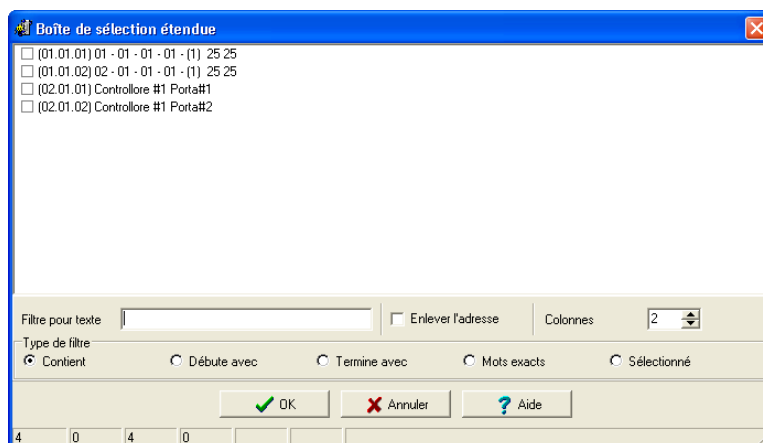 Boîte de sélection étendue
(01.01.01) 01 - 01 - 01 - 01 - (1) 25 25
(01.01.02) 02 - 01 - 01 - 01 - (1) 25 25
(02.01.01) Controllore #1 Porta#1
(02.01.02) Controllore #1 Porta#2
Filtre pour texte Enlever l'adresse Colonnes 2
Type de filtre
Contient Débute avec Termine avec Mots exacts Sélectionné
OK Annuler ? Aide
4 0 4 0